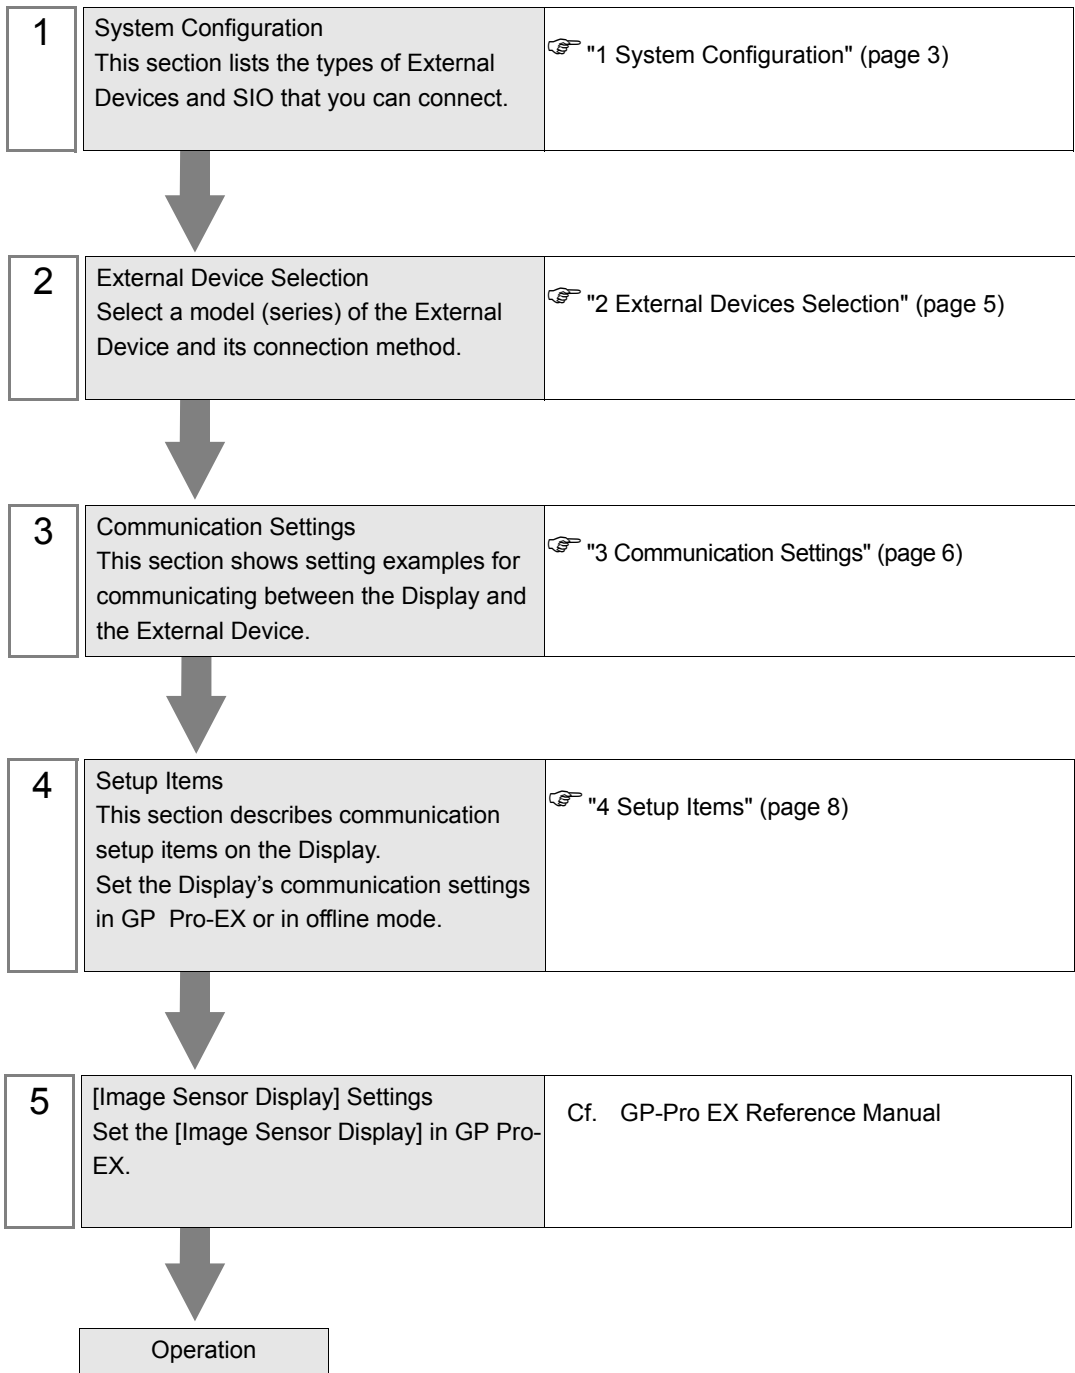 1
System Configuration
This section lists the types of External
Devices and SIO that you can connect.
"1 System Configuration" (page 3)
2
External Device Selection
Select a model (series) of the External
Device and its connection method.
"2 External Devices Selection" (page 5)
3
Communication Settings
This section shows setting examples for
communicating between the Display and
the External Device.
"3 Communication Settings" (page 6)
4
Setup Items
This section describes communication
setup items on the Display.
Set the Display's communication settings
in GP  Pro-EX or in offline mode.
"4 Setup Items" (page 8)
5
[Image Sensor Display] Settings
Set the [Image Sensor Display] in GP Pro-
EX.
Cf.   GP-Pro EX Reference Manual
Operation